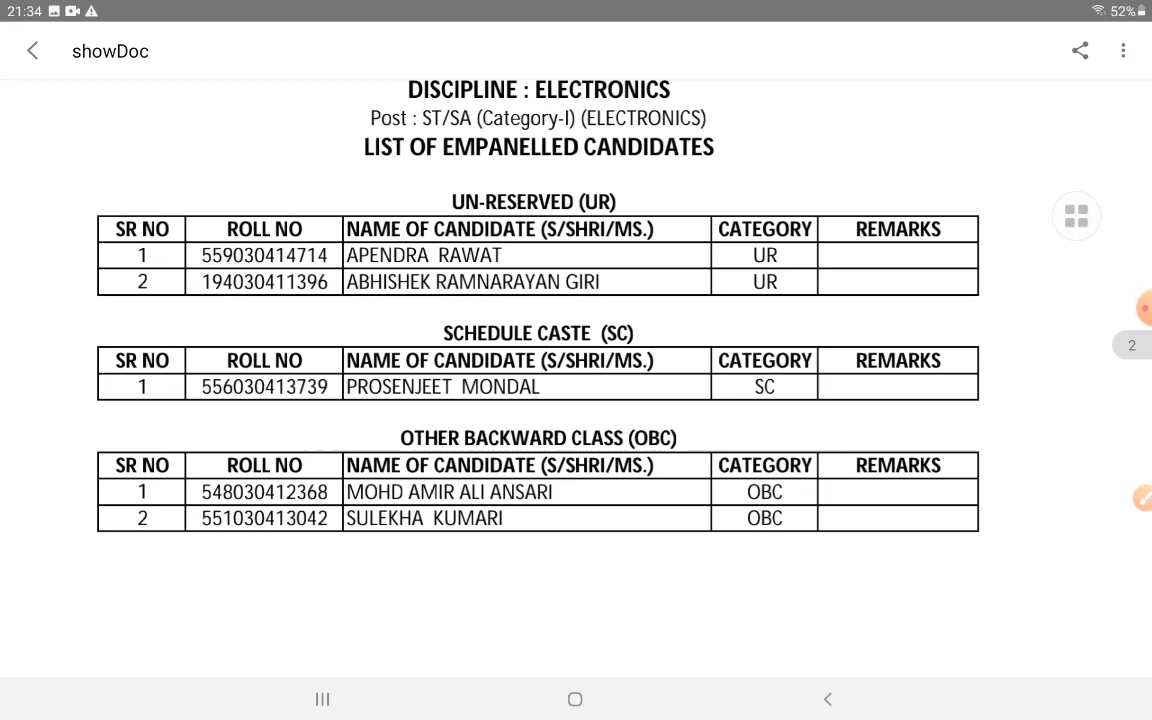 21:34 52%
showDoc
DISCIPLINE : ELECTRONICS
Post : ST/SA (Category-I) (ELECTRONICS)
LIST OF EMPANELLED CANDIDATES
UN-RESERVED (UR)
SR NO ROLL NO NAME OF CANDIDATE (S/SHRI/MS.) CATEGORY REMARKS
1 559030414714 APENDRA RAWAT UR
2 194030411396 ABHISHEK RAMNARAYAN GIRI UR
SCHEDULE CASTE (SC)
SR NO ROLL NO NAME OF CANDIDATE (S/SHRI/MS.) CATEGORY REMARKS
1 556030413739 PROSENJEET MONDAL SC
2
OTHER BACKWARD CLASS (OBC)
SR NO ROLL NO NAME OF CANDIDATE (S/SHRI/MS.) CATEGORY REMARKS
1 548030412368 MOHD AMIR ALI ANSARI OBC
2 551030413042 SULEKHA KUMARI OBC